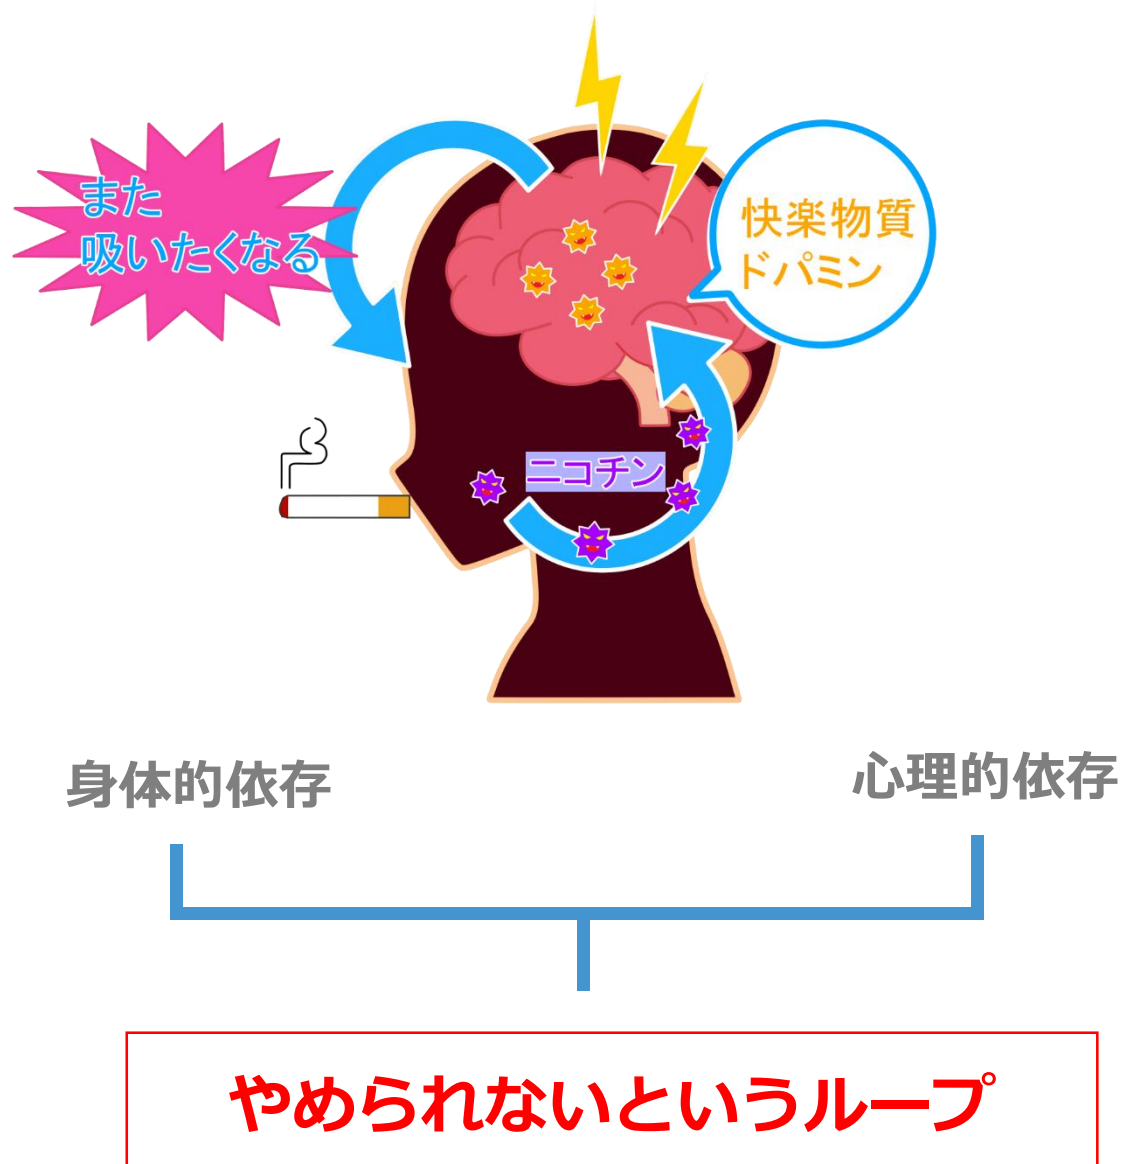 また
吸いたくなる
快楽物質
ドパミン
ニコチン
身体的依存
心理的依存
やめられないというループ